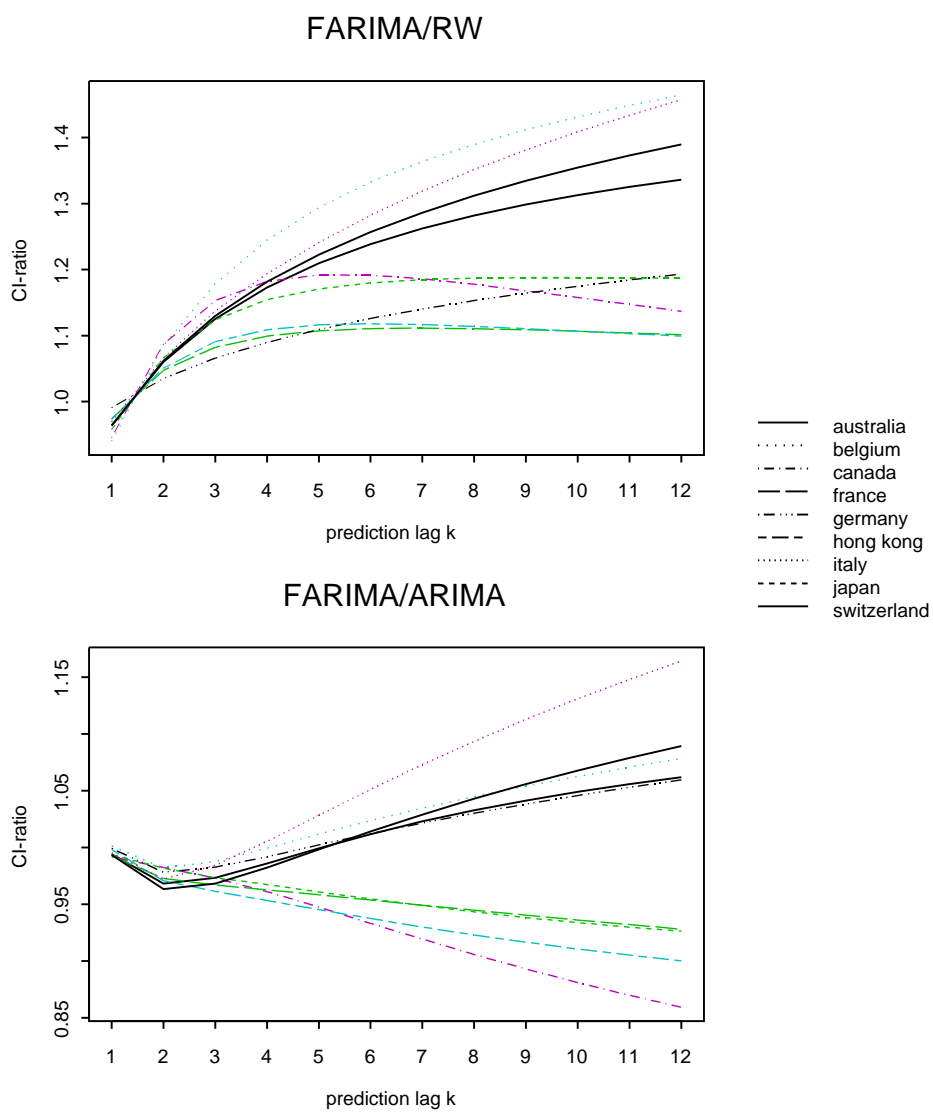 FARIMA/RW
CI-ratio
1.4
1.3
1.2
1.1
1.0
1 2 3 4 5 6 7 8 9 10 11 12
prediction lag k
australia
belgium
canada
france
germany
hong kong
italy
japan
switzerland
FARIMA/ARIMA
CI-ratio
1.15
1.05
0.95
0.85
1 2 3 4 5 6 7 8 9 10 11 12
prediction lag k